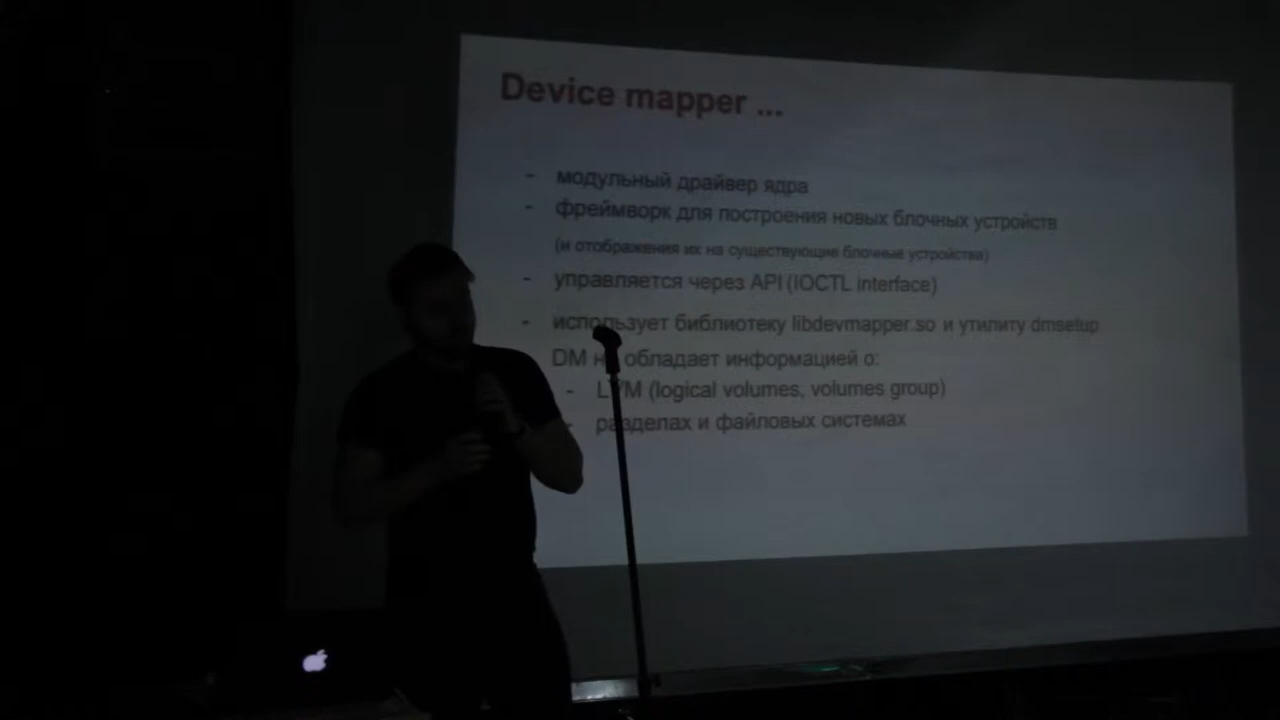 Device mapper ...
- модульный драйвер ядра
- фреймворк для построения новых блочных устройств
(и отображения их на существующие блочные устройства)
- управляется через API (IOCTL interface)
- использует библиотеку libdevmapper.so и утилиту dmsetup
DM не обладает информацией о:
- LVM (logical volumes, volumes group)
- разделах и файловых системах